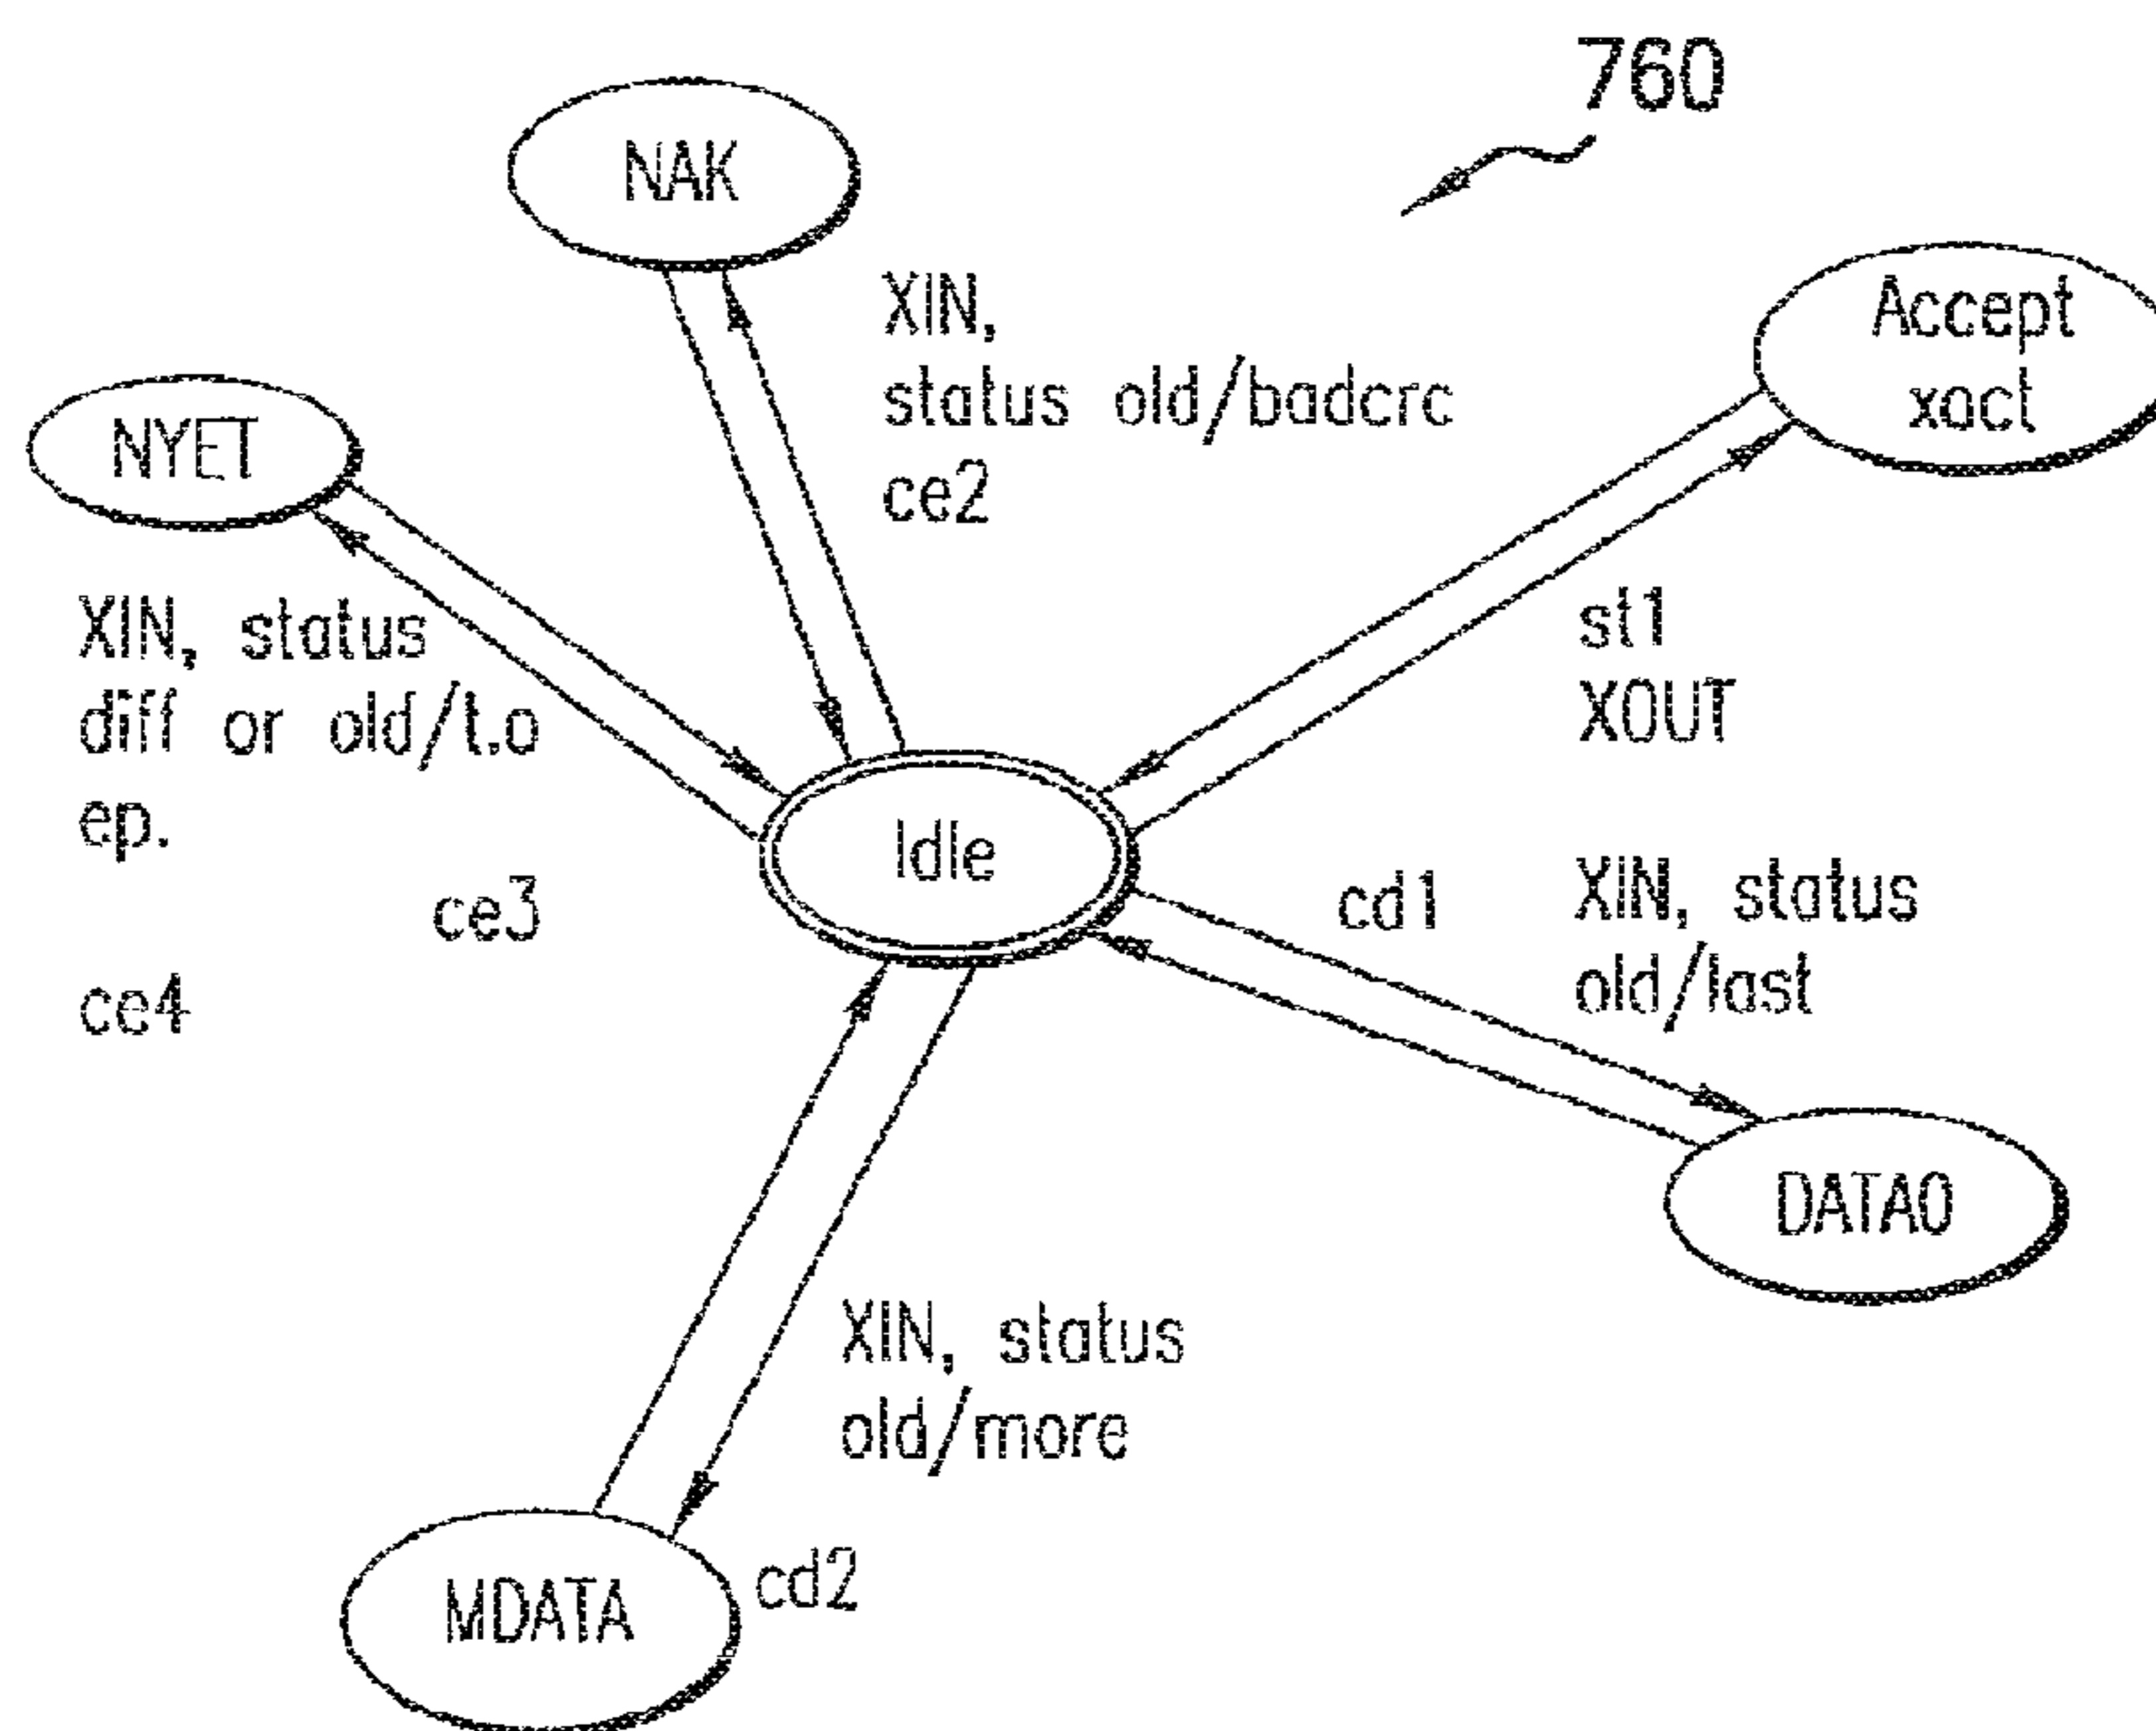 760
NAK
XIN,
status old/badcrc
ce2
Accept
xact
NYET
XIN, status
diff or old/t.o
ep.
ce3
ce4
st1
XOUT
Idle
cd1
XIN, status
old/last
DATA0
XIN, status
old/more
MDATA
cd2